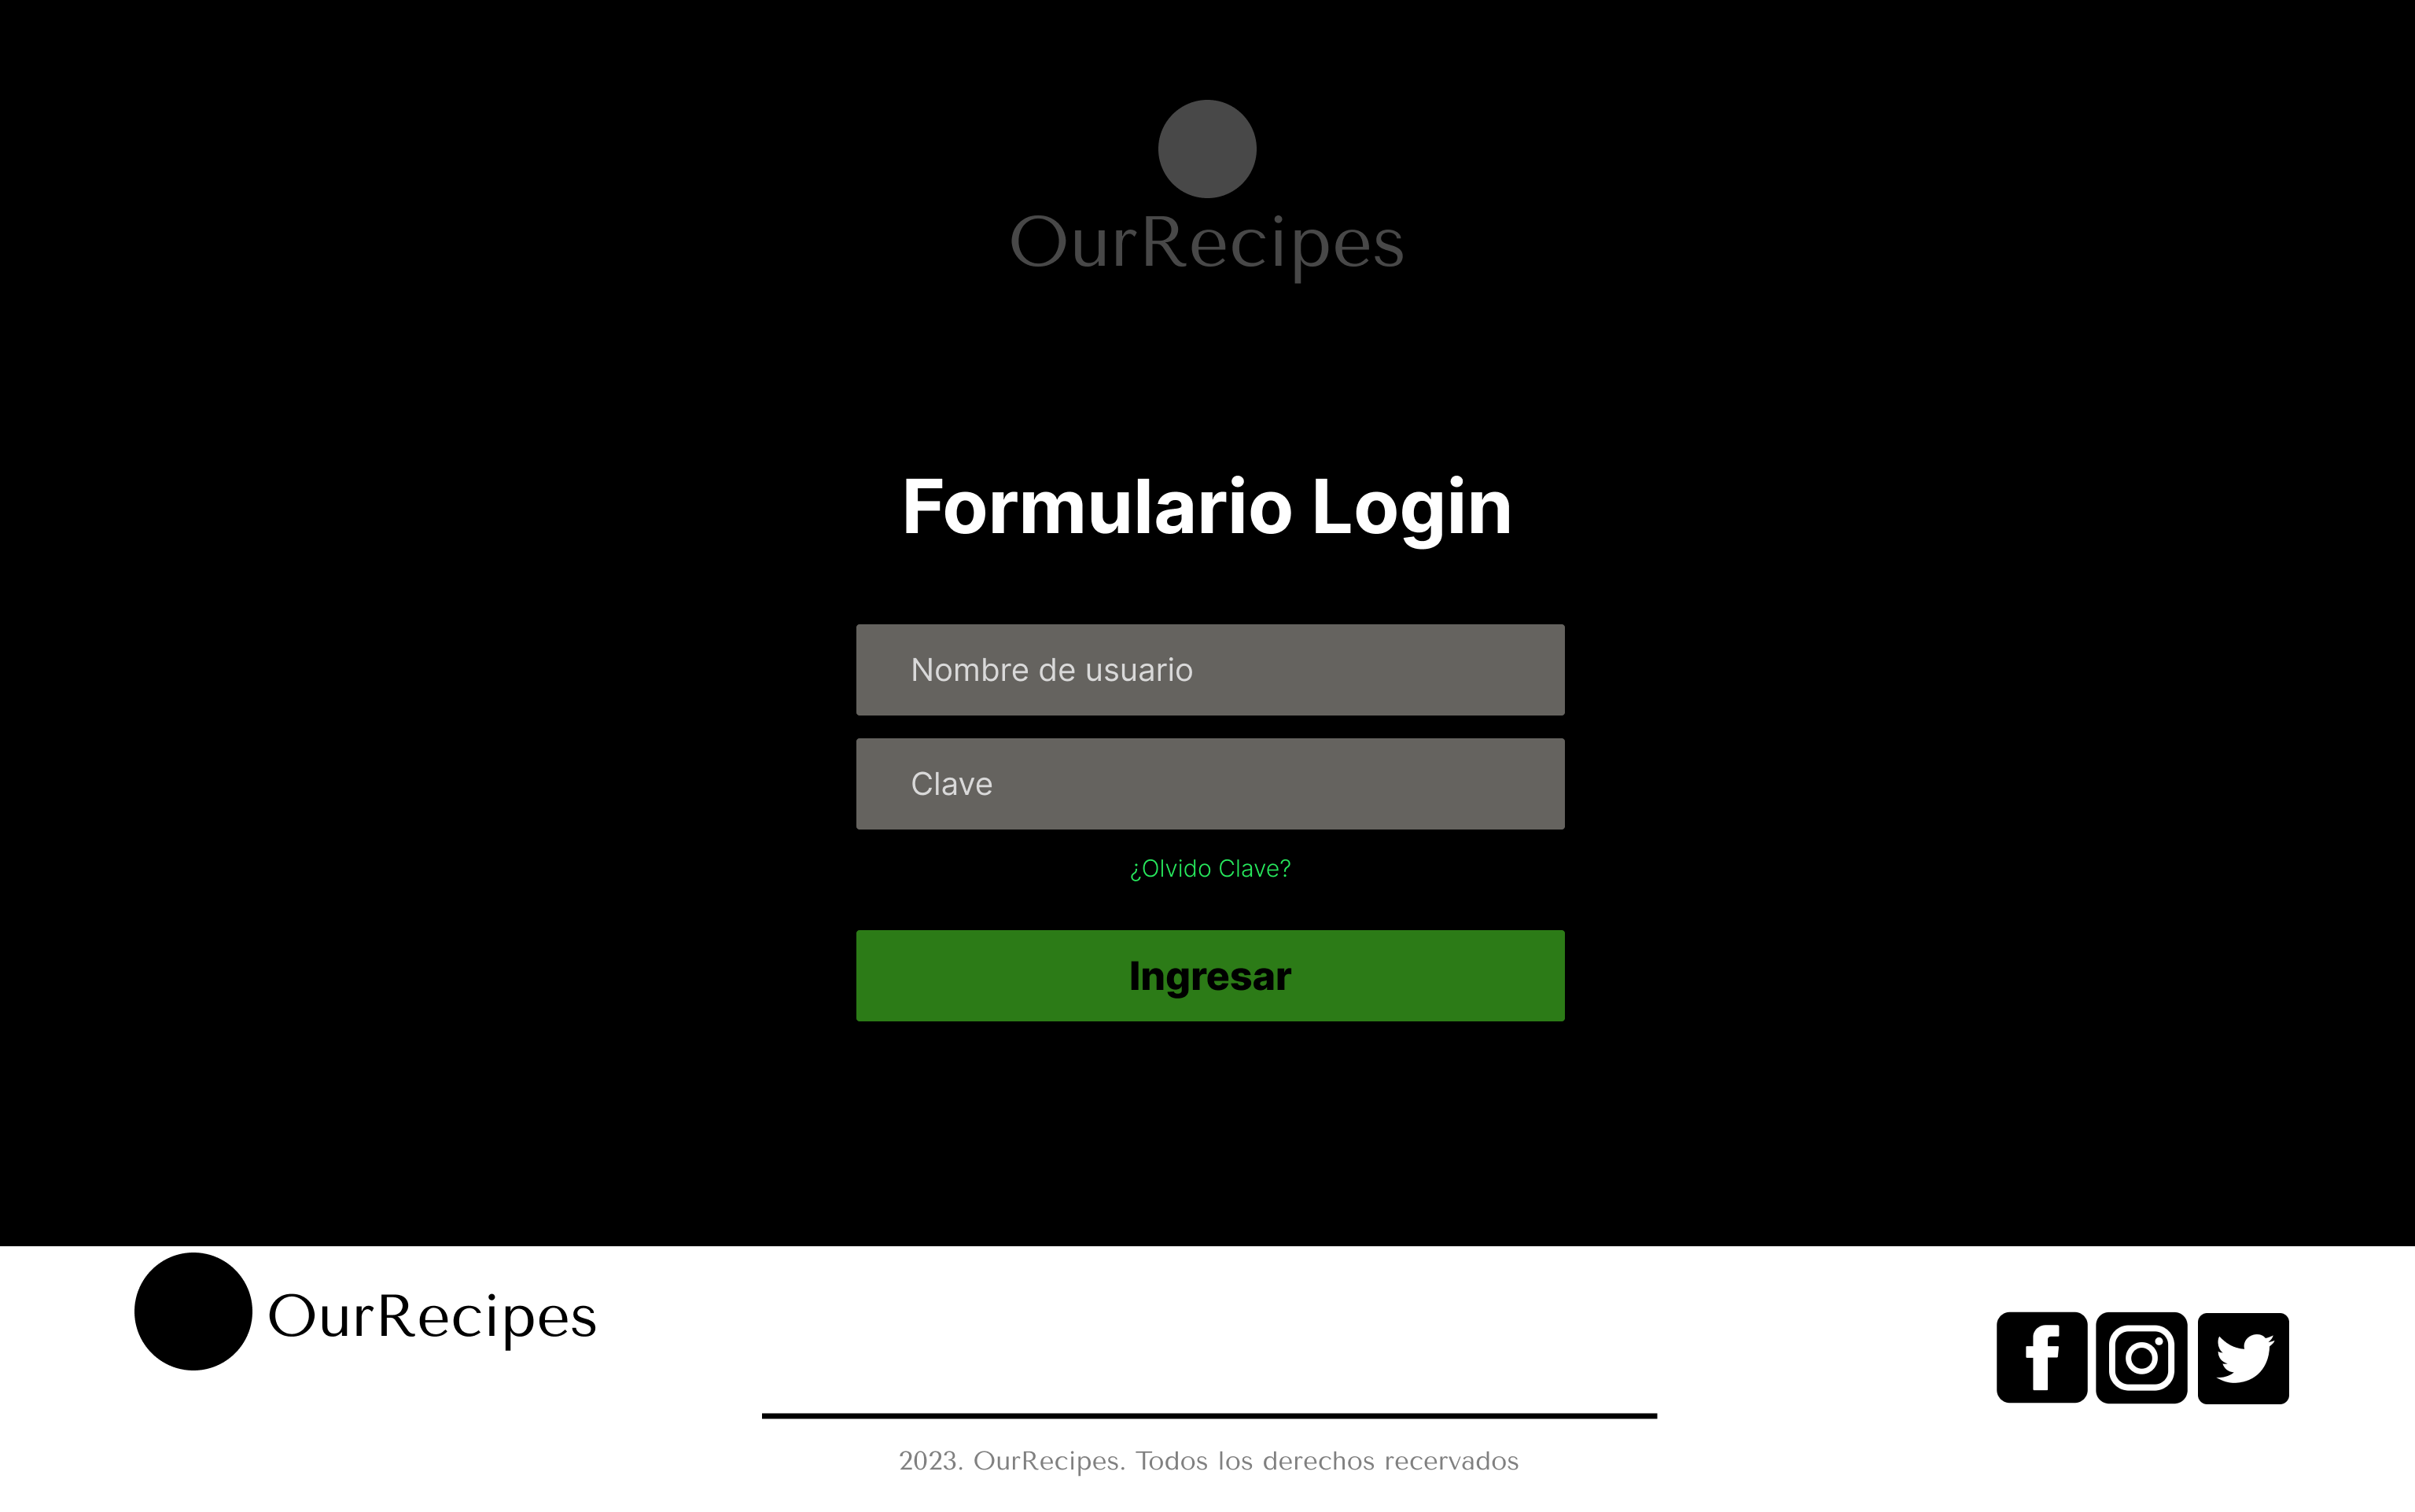 OurRecipes
Formulario Login
Nombre de usuario
Clave
¿Olvido Clave?
Ingresar
OurRecipes
2023. OurRecipes. Todos los derechos recervados